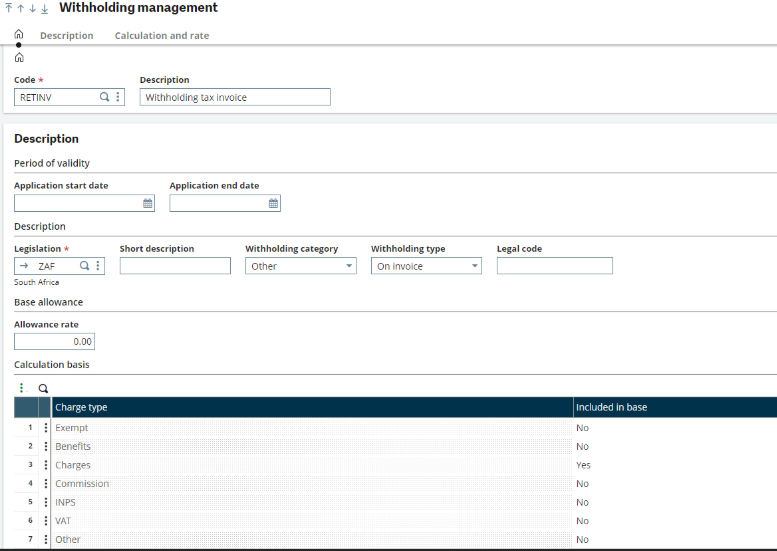 Withholding management
Description Calculation and rate
Code * Description
RETINV Withholding tax invoice
Description
Period of validity
Application start date Application end date
Description
Legislation * Short description Withholding category Withholding type Legal code
ZAF Other On invoice
South Africa
Base allowance
Allowance rate
0.00
Calculation basis
Charge type Included in base
1 Exempt No
2 Benefits No
3 Charges Yes
4 Commission No
5 INPS No
6 VAT No
7 Other No